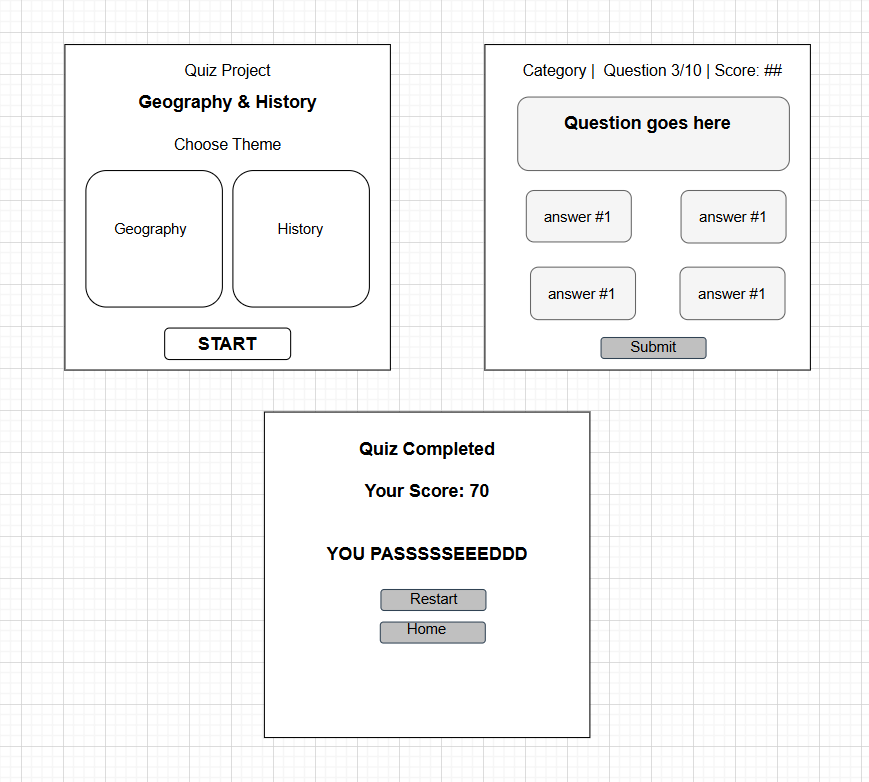 Quiz Project
Geography & History
Choose Theme
Geography
History
START
Category | Question 3/10 | Score: ##
Question goes here
answer #1
answer #1
answer #1
answer #1
Submit
Quiz Completed
Your Score: 70
YOU PASSSSSEEEDDD
Restart
Home